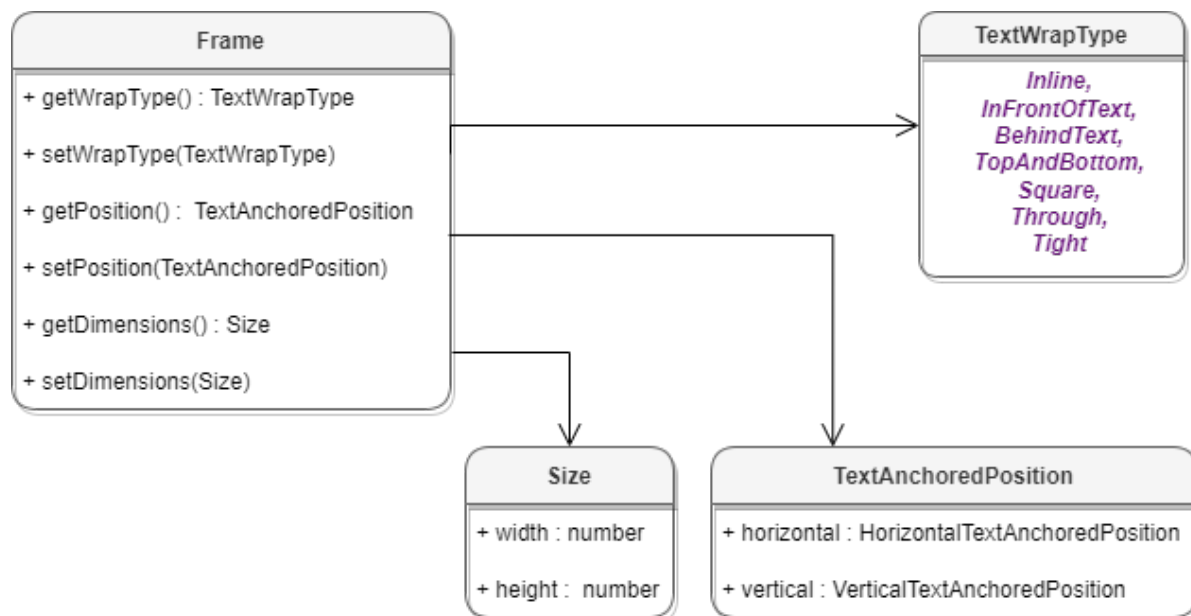 Frame
+ getWrapType() : TextWrapType
+ setWrapType(TextWrapType)
+ getPosition() :  TextAnchoredPosition
+ setPosition(TextAnchoredPosition)
+ getDimensions() : Size
+ setDimensions(Size)
TextWrapType
Inline,
InFrontOfText,
BehindText,
TopAndBottom,
Square,
Through,
Tight
Size
+ width : number
+ height :  number
TextAnchoredPosition
+ horizontal : HorizontalTextAnchoredPosition
+ vertical : VerticalTextAnchoredPosition